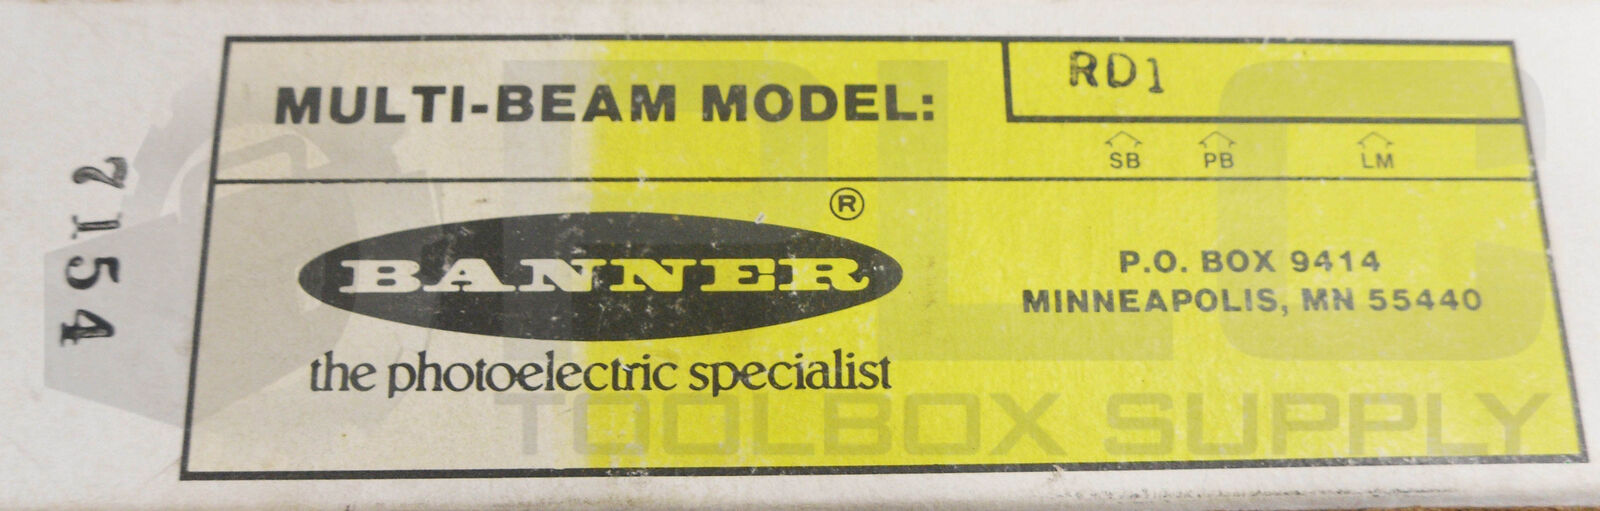 MULTI-BEAM MODEL:
RD1
SB PB LM
7154
BANNER®
the photoelectric specialist
P.O. BOX 9414
MINNEAPOLIS, MN 55440
PLC
TOOLBOX SUPPLY